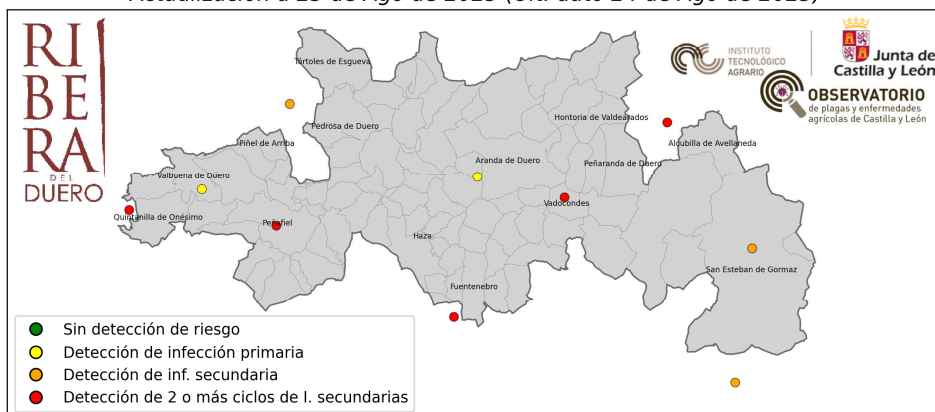 RI
BE
RA
DEL
DUERO
INSTITUTO
TECNOLÓGICO
AGRARIO
Junta de
Castilla y León
OBSERVATORIO
de plagas y enfermedades
agrícolas de Castilla y León
Tórtoles de Esgueva
Hontoria de Valdearados
Pedrosa de Duero
Piñel de Arriba
Alcubilla de Avellaneda
Aranda de Duero
Peñaranda de Duero
Valbuena de Duero
Vadocondes
Quintanilla de Onésimo
Peñafiel
Haza
San Esteban de Gormaz
Fuentenebro
Sin detección de riesgo
Detección de infección primaria
Detección de inf. secundaria
Detección de 2 o más ciclos de I. secundarias